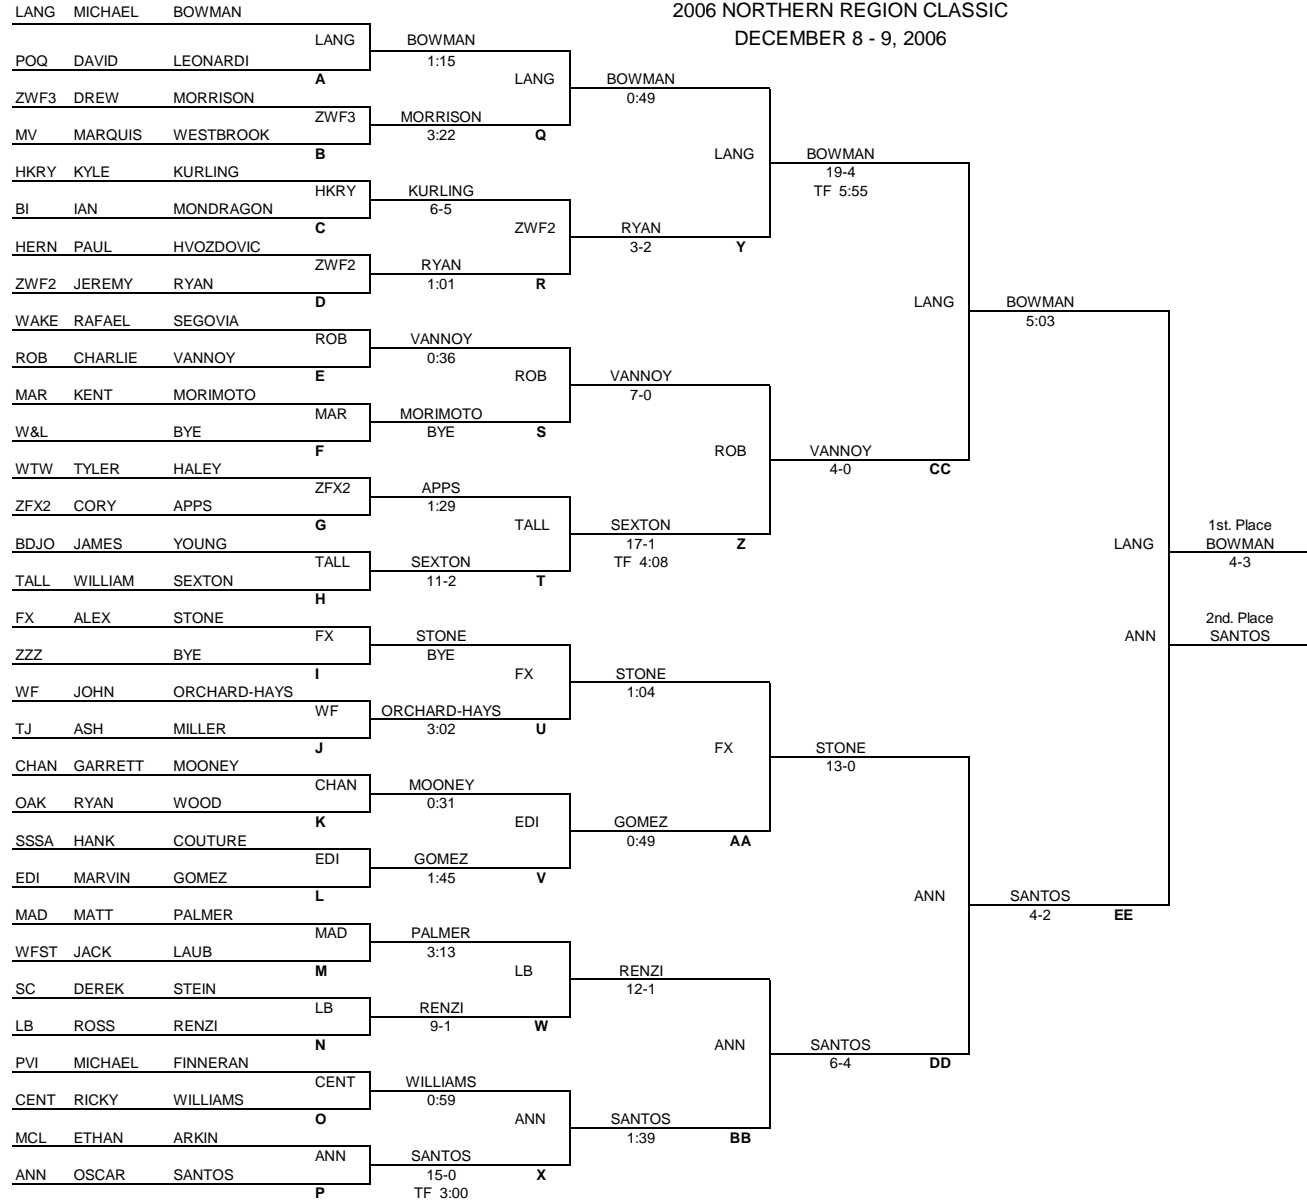 2006 NORTHERN REGION CLASSIC
DECEMBER 8 - 9, 2006
LANG MICHAEL BOWMAN
POQ DAVID LEONARDI
LANG BOWMAN
1:15
A
ZWF3 DREW MORRISON
MV MARQUIS WESTBROOK
ZWF3 MORRISON
3:22
B
LANG BOWMAN
0:49
Q
HKRY KYLE KURLING
BI IAN MONDRAGON
HKRY KURLING
6-5
C
HERN PAUL HVOZDOVIC
ZWF2 JEREMY RYAN
ZWF2 RYAN
1:01
D
ZWF2 RYAN
3-2
R
LANG BOWMAN
19-4
TF 5:55
Y
WAKE RAFAEL SEGOVIA
ROB CHARLIE VANNOY
ROB VANNOY
0:36
E
MAR KENT MORIMOTO
W&L BYE
MAR MORIMOTO
BYE
F
ROB VANNOY
7-0
S
WTW TYLER HALEY
ZFX2 CORY APPS
ZFX2 APPS
1:29
G
BDJO JAMES YOUNG
TALL WILLIAM SEXTON
TALL SEXTON
11-2
H
TALL SEXTON
17-1
TF 4:08
T
ROB VANNOY
4-0
Z
LANG BOWMAN
5:03
CC
FX ALEX STONE
ZZZ BYE
FX STONE
BYE
I
WF JOHN ORCHARD-HAYS
TJ ASH MILLER
WF ORCHARD-HAYS
3:02
J
FX STONE
1:04
U
CHAN GARRETT MOONEY
OAK RYAN WOOD
CHAN MOONEY
0:31
K
SSSA HANK COUTURE
EDI MARVIN GOMEZ
EDI GOMEZ
1:45
L
EDI GOMEZ
0:49
V
FX STONE
13-0
AA
MAD MATT PALMER
WFST JACK LAUB
MAD PALMER
3:13
M
SC DEREK STEIN
LB ROSS RENZI
LB RENZI
9-1
N
LB RENZI
12-1
W
PVI MICHAEL FINNERAN
CENT RICKY WILLIAMS
CENT WILLIAMS
0:59
O
MCL ETHAN ARKIN
ANN OSCAR SANTOS
ANN SANTOS
15-0
TF 3:00
P
ANN SANTOS
1:39
X
ANN SANTOS
6-4
BB
ANN SANTOS
4-2
DD
1st. Place
LANG BOWMAN
4-3
2nd. Place
ANN SANTOS
EE